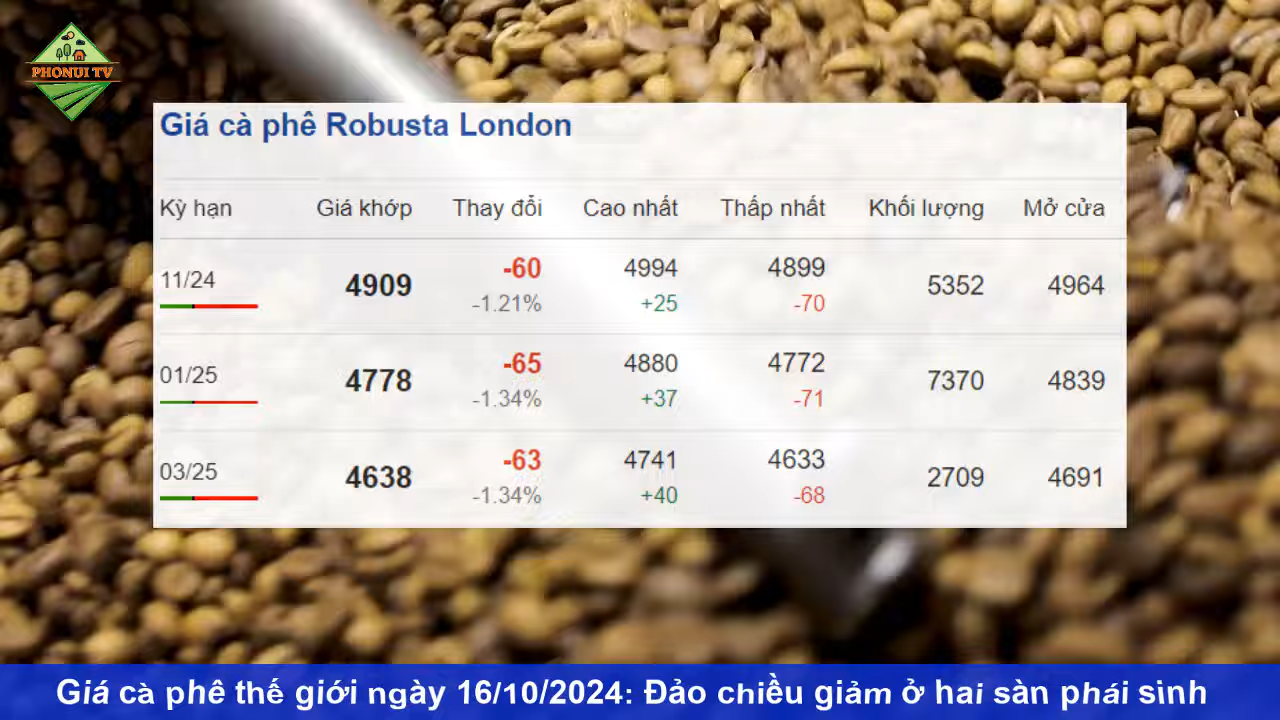 PHONUI TV
Giá cà phê Robusta London
Kỳ hạn Giá khớp Thay đổi Cao nhất Thấp nhất Khối lượng Mở cửa
11/24 4909 -60 4994 4899 5352 4964
-1.21% +25 -70
01/25 4778 -65 4880 4772 7370 4839
-1.34% +37 -71
03/25 4638 -63 4741 4633 2709 4691
-1.34% +40 -68
Giá cà phê thế giới ngày 16/10/2024: Đảo chiều giảm ở hai sàn phái sinh